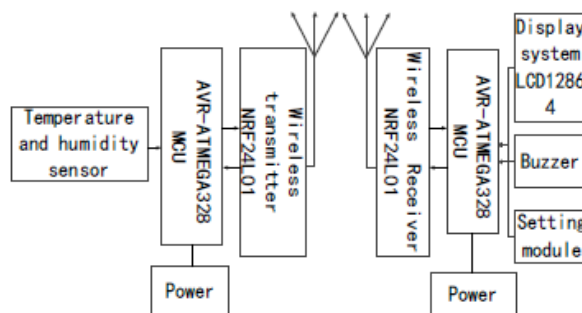 Temperature
and humidity
sensor
AVR-ATMEGA328
MCU
Power
Wireless
transmitter
NRF24L01
Wireless Receiver
NRF24L01
AVR-ATMEGA328
MCU
Power
Display
system
LCD1286
4
Buzzer
Setting
module